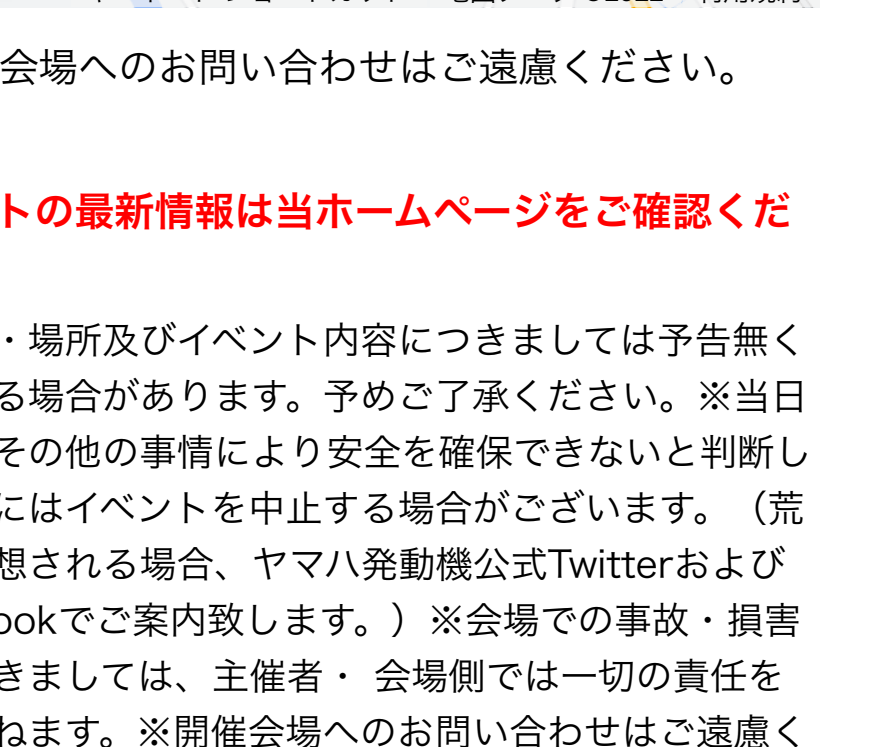 会場へのお問い合わせはご遠慮ください。
トの最新情報は当ホームページをご確認くだ
・場所及びイベント内容につきましては予告無く
る場合があります。予めご了承ください。※当日
その他の事情により安全を確保できないと判断し
にはイベントを中止する場合がございます。（荒
想される場合、ヤマハ発動機公式Twitterおよび
ookでご案内致します。）※会場での事故・損害
きましては、主催者・ 会場側では一切の責任を
ねます。※開催会場へのお問い合わせはご遠慮く